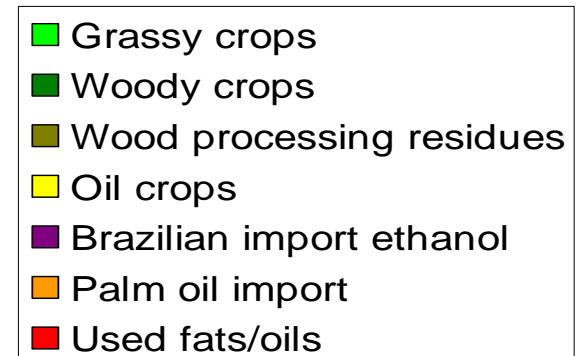 Grassy crops
Woody crops
Wood processing residues
Oil crops
Brazilian import ethanol
Palm oil import
Used fats/oils